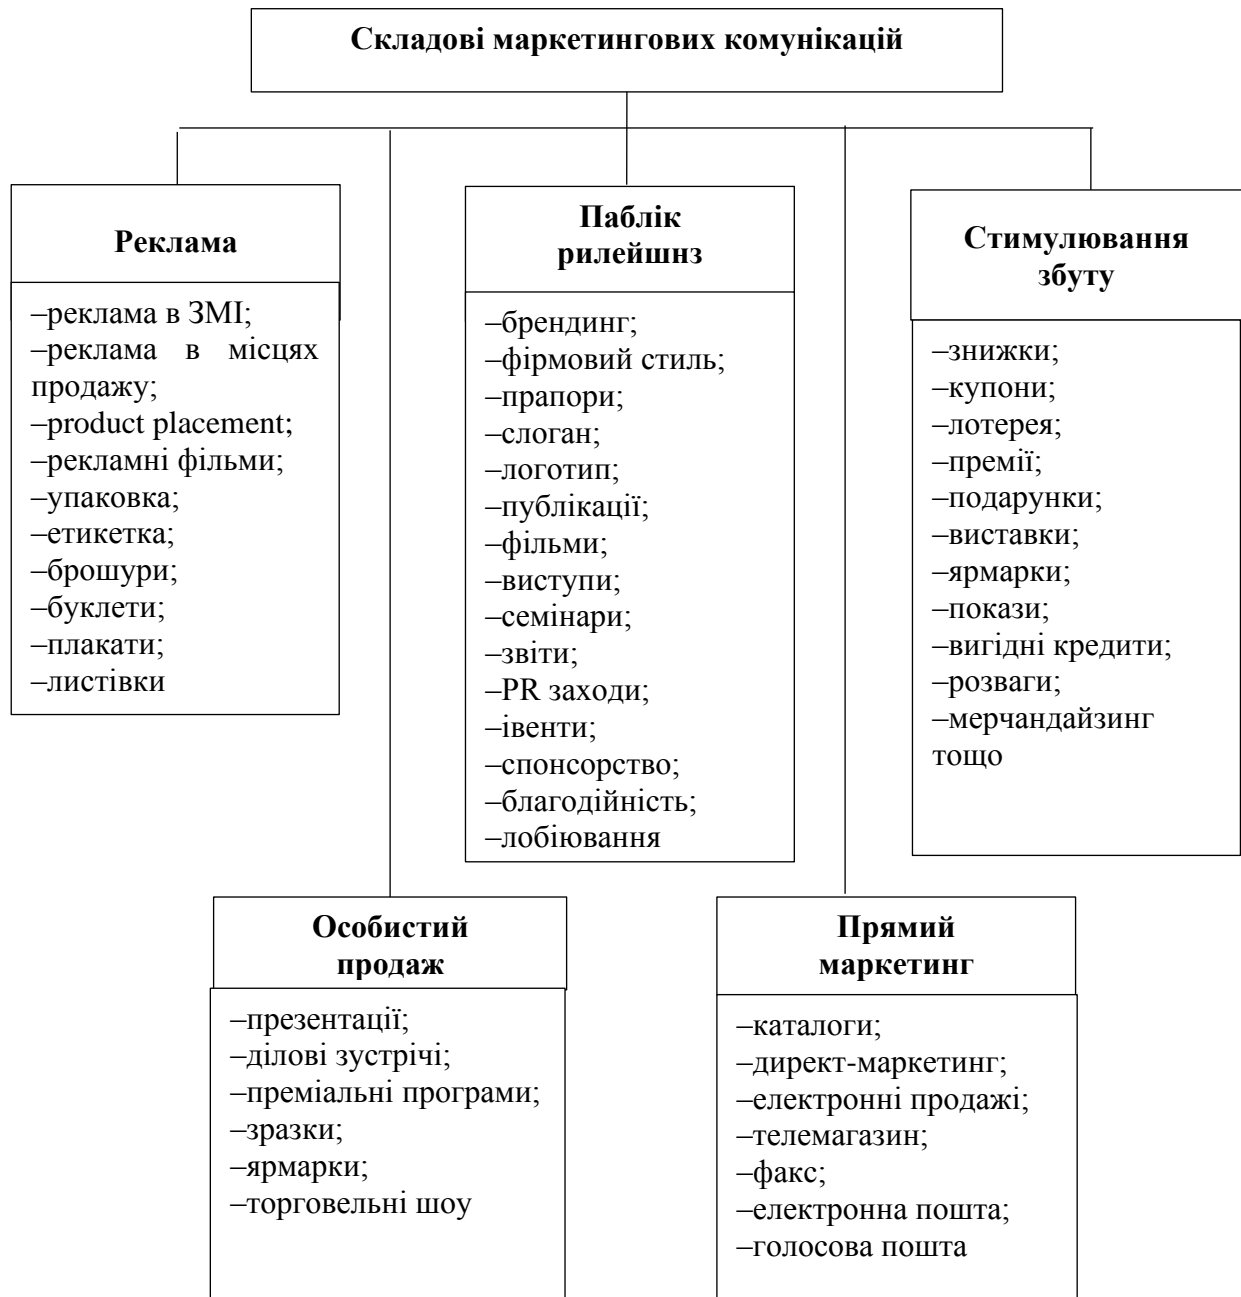 Складові маркетингових комунікацій
Реклама
–реклама в ЗМІ;
–реклама в місцях
продажу;
–product placement;
–рекламні фільми;
–упаковка;
–етикетка;
–брошури;
–буклети;
–плакати;
–листівки
Паблік
рилейшнз
–брендинг;
–фірмовий стиль;
–прапори;
–слоган;
–логотип;
–публікації;
–фільми;
–виступи;
–семінари;
–звіти;
–PR заходи;
–івенти;
–спонсорство;
–благодійність;
–лобіювання
Стимулювання
збуту
–знижки;
–купони;
–лотерея;
–премії;
–подарунки;
–виставки;
–ярмарки;
–покази;
–вигідні кредити;
–розваги;
–мерчандайзинг
тощо
Особистий
продаж
–презентації;
–ділові зустрічі;
–преміальні програми;
–зразки;
–ярмарки;
–торговельні шоу
Прямий
маркетинг
–каталоги;
–директ-маркетинг;
–електронні продажі;
–телемагазин;
–факс;
–електронна пошта;
–голосова пошта